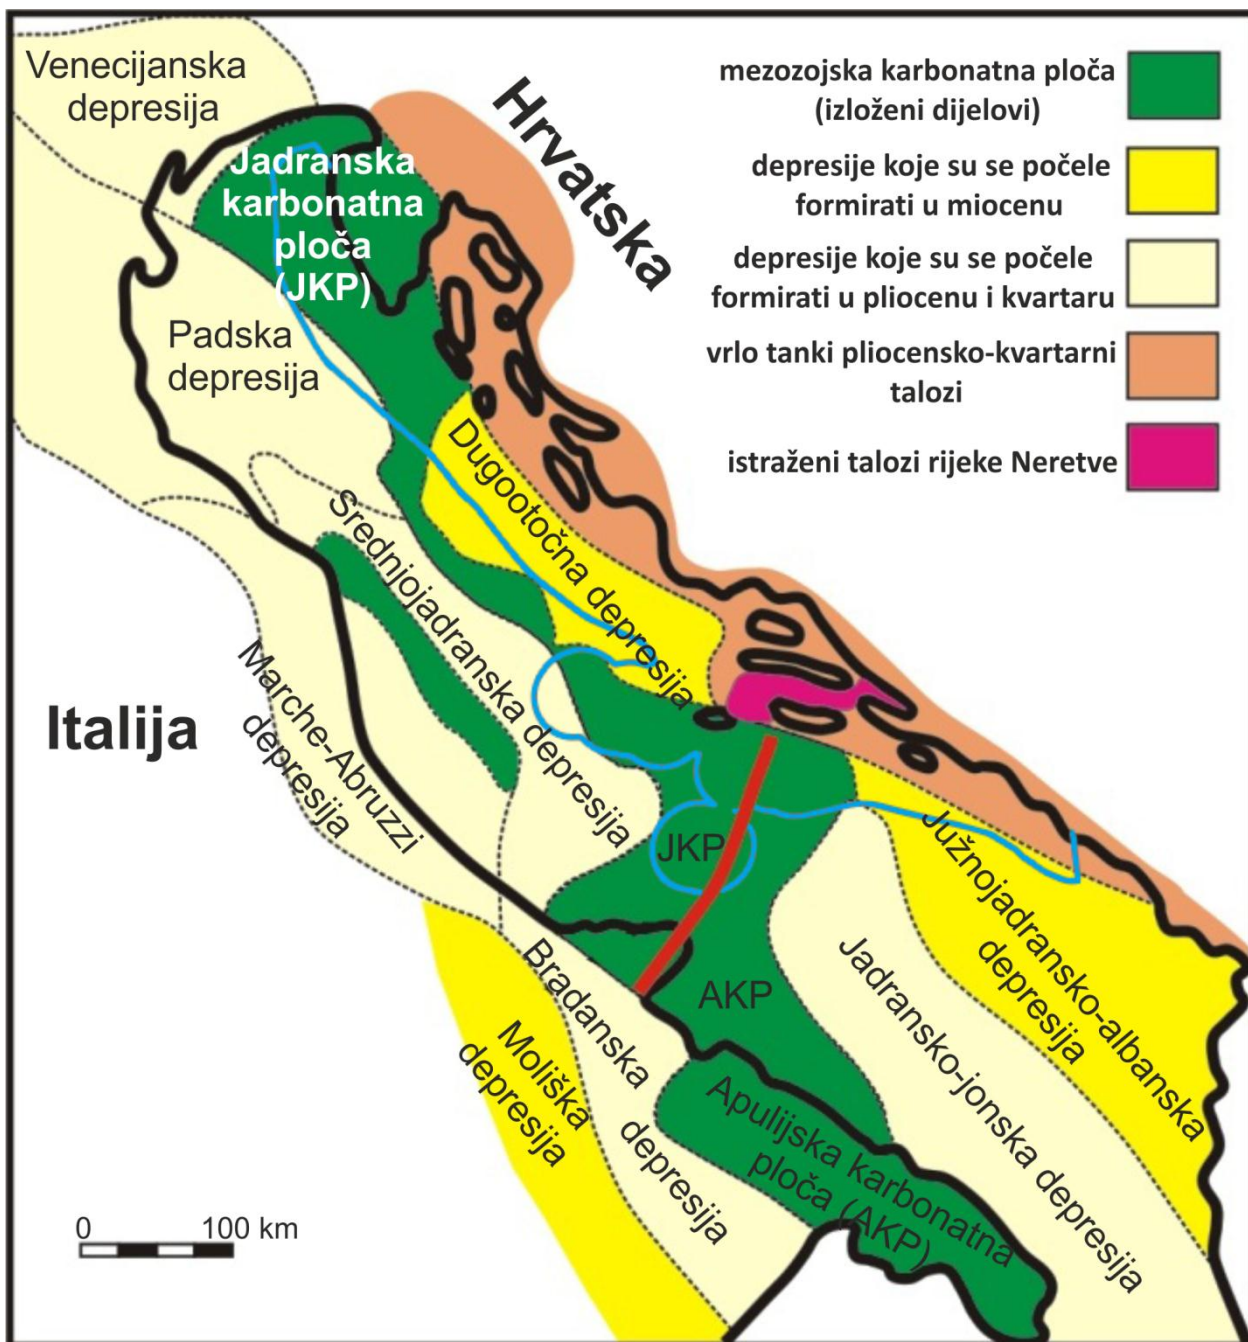 Venecijanska
depresija
Hrvatska
mezozojska karbonatna ploča
(izloženi dijelovi)
depresije koje su se počele
formirati u miocenu
depresije koje su se počele
formirati u pliocenu i kvartaru
vrlo tanki pliocensko-kvartarni
talozi
istraženi talozi rijeke Neretve
Jadranska
karbonatna
ploča
(JKP)
Padska
depresija
Dugootočna depresija
Srednjojadranska depresija
Marche-Abruzzi
depresija
Italija
JKP
AKP
Južnojadransko-albanska
depresija
Jadransko-jonska depresija
Bradanska
depresija
Moliška
depresija
Apulijska karbonatna
ploča (AKP)
0 100 km